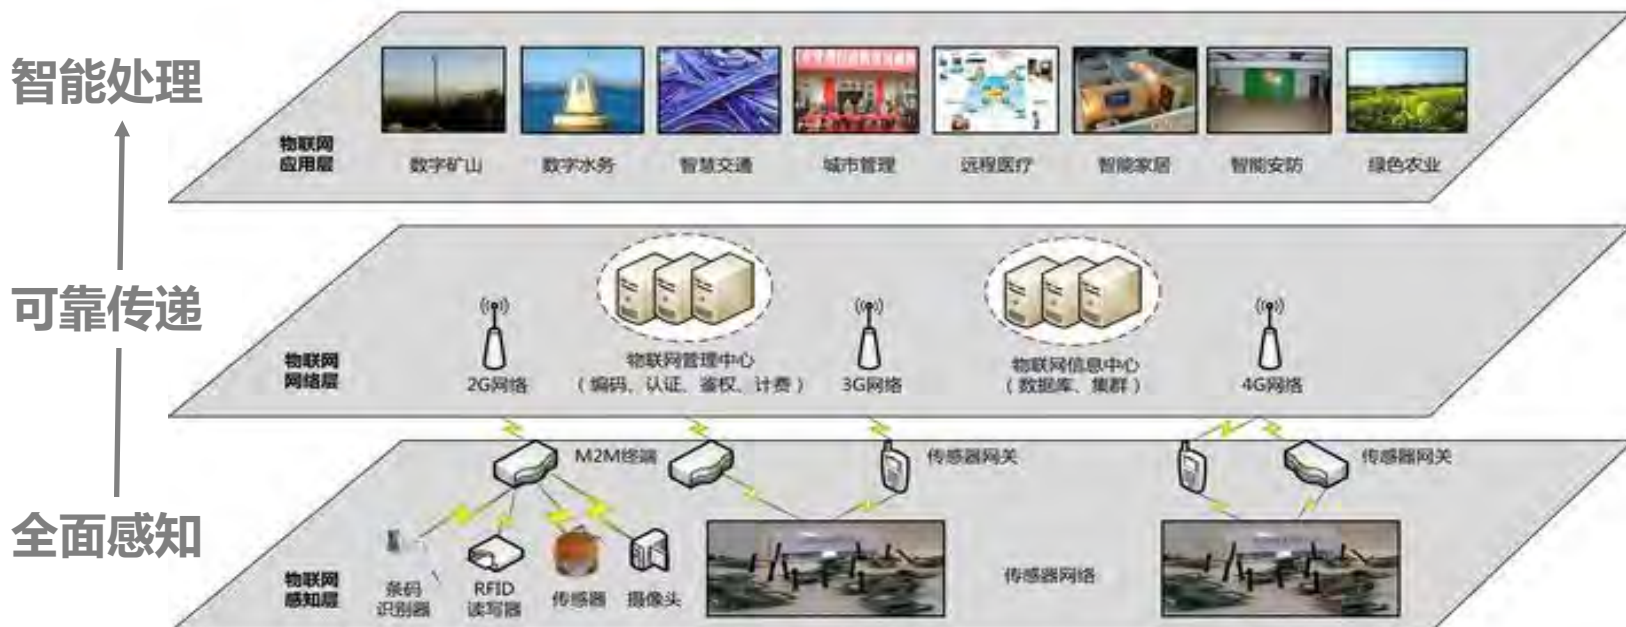 智能处理
物联网
应用层
数字矿山
数字水务
智慧交通
城市管理
远程医疗
智能家居
智能安防
绿色农业
可靠传递
物联网
网络层
2G网络
物联网管理中心
（编码、认证、鉴权、计费）
3G网络
物联网信息中心
（数据库、集群）
4G网络
M2M终端
传感器网关
传感器网关
全面感知
物联网
感知层
条码
识别器
RFID
读写器
传感器
摄像头
传感器网络